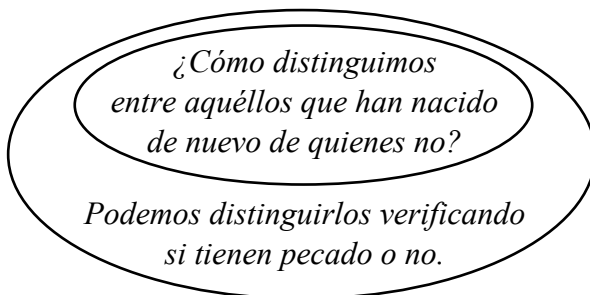 ¿Cómo distinguimos
entre aquéllos que han nacido
de nuevo de quienes no?
Podemos distinguirlos verificando
si tienen pecado o no.